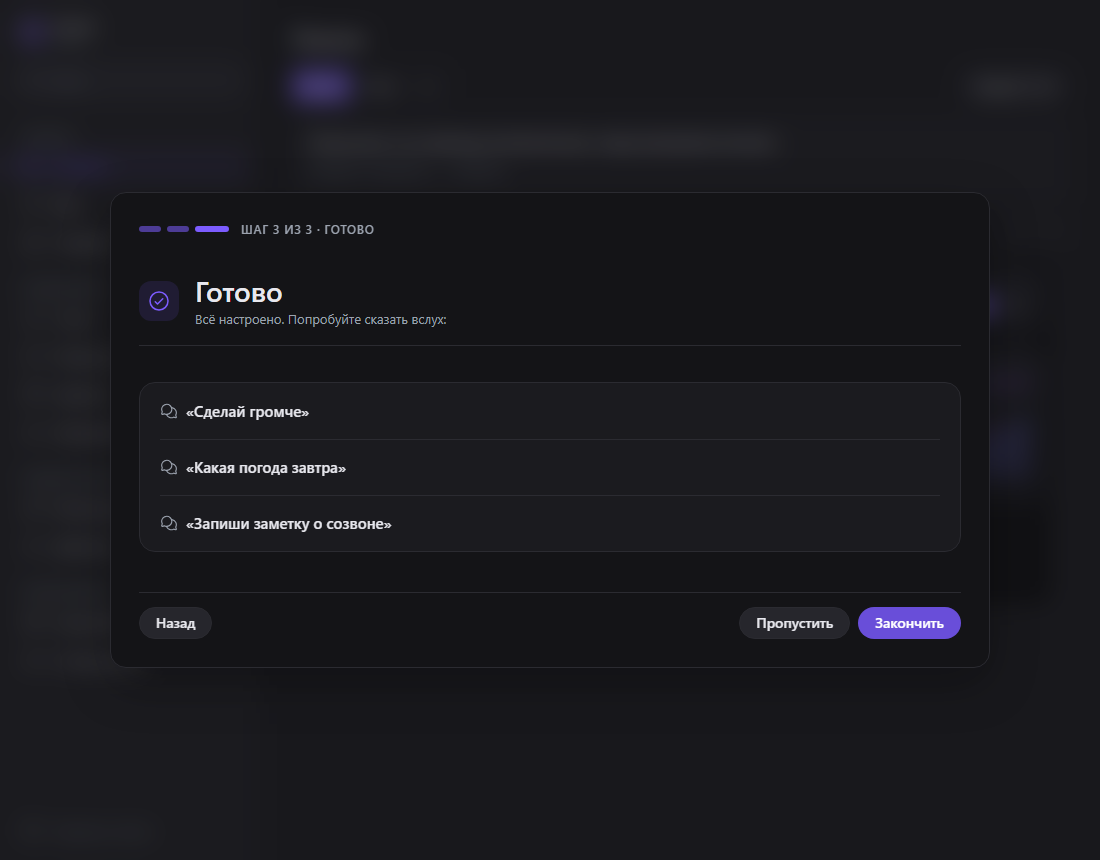 ШАГ 3 ИЗ 3 · ГОТОВО
Готово
Всё настроено. Попробуйте сказать вслух:
«Сделай громче»
«Какая погода завтра»
«Запиши заметку о созвоне»
Назад
Пропустить
Закончить